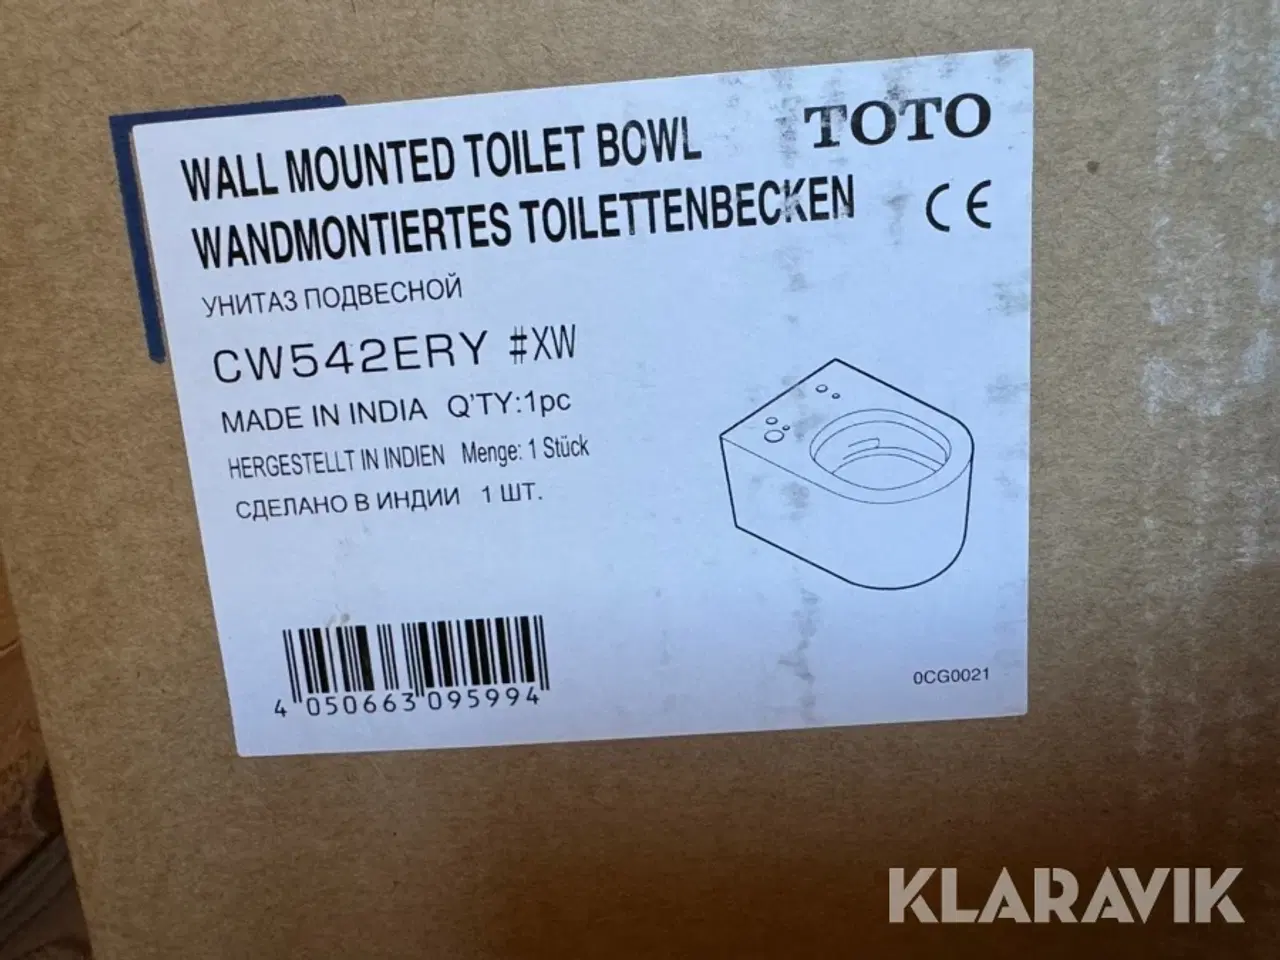 WALL MOUNTED TOILET BOWL
TOTO
WANDMONTIERTES TOILETTENBECKEN
CE
УНИТАЗ ПОДВЕСНОЙ
CW542ERY #XW
MADE IN INDIA Q'TY:1pc
HERGESTELLT IN INDIEN Menge: 1 Stück
СДЕЛАНО В ИНДИИ 1 ШТ.
0CG0021
4 050663 095994
KLARAVIK